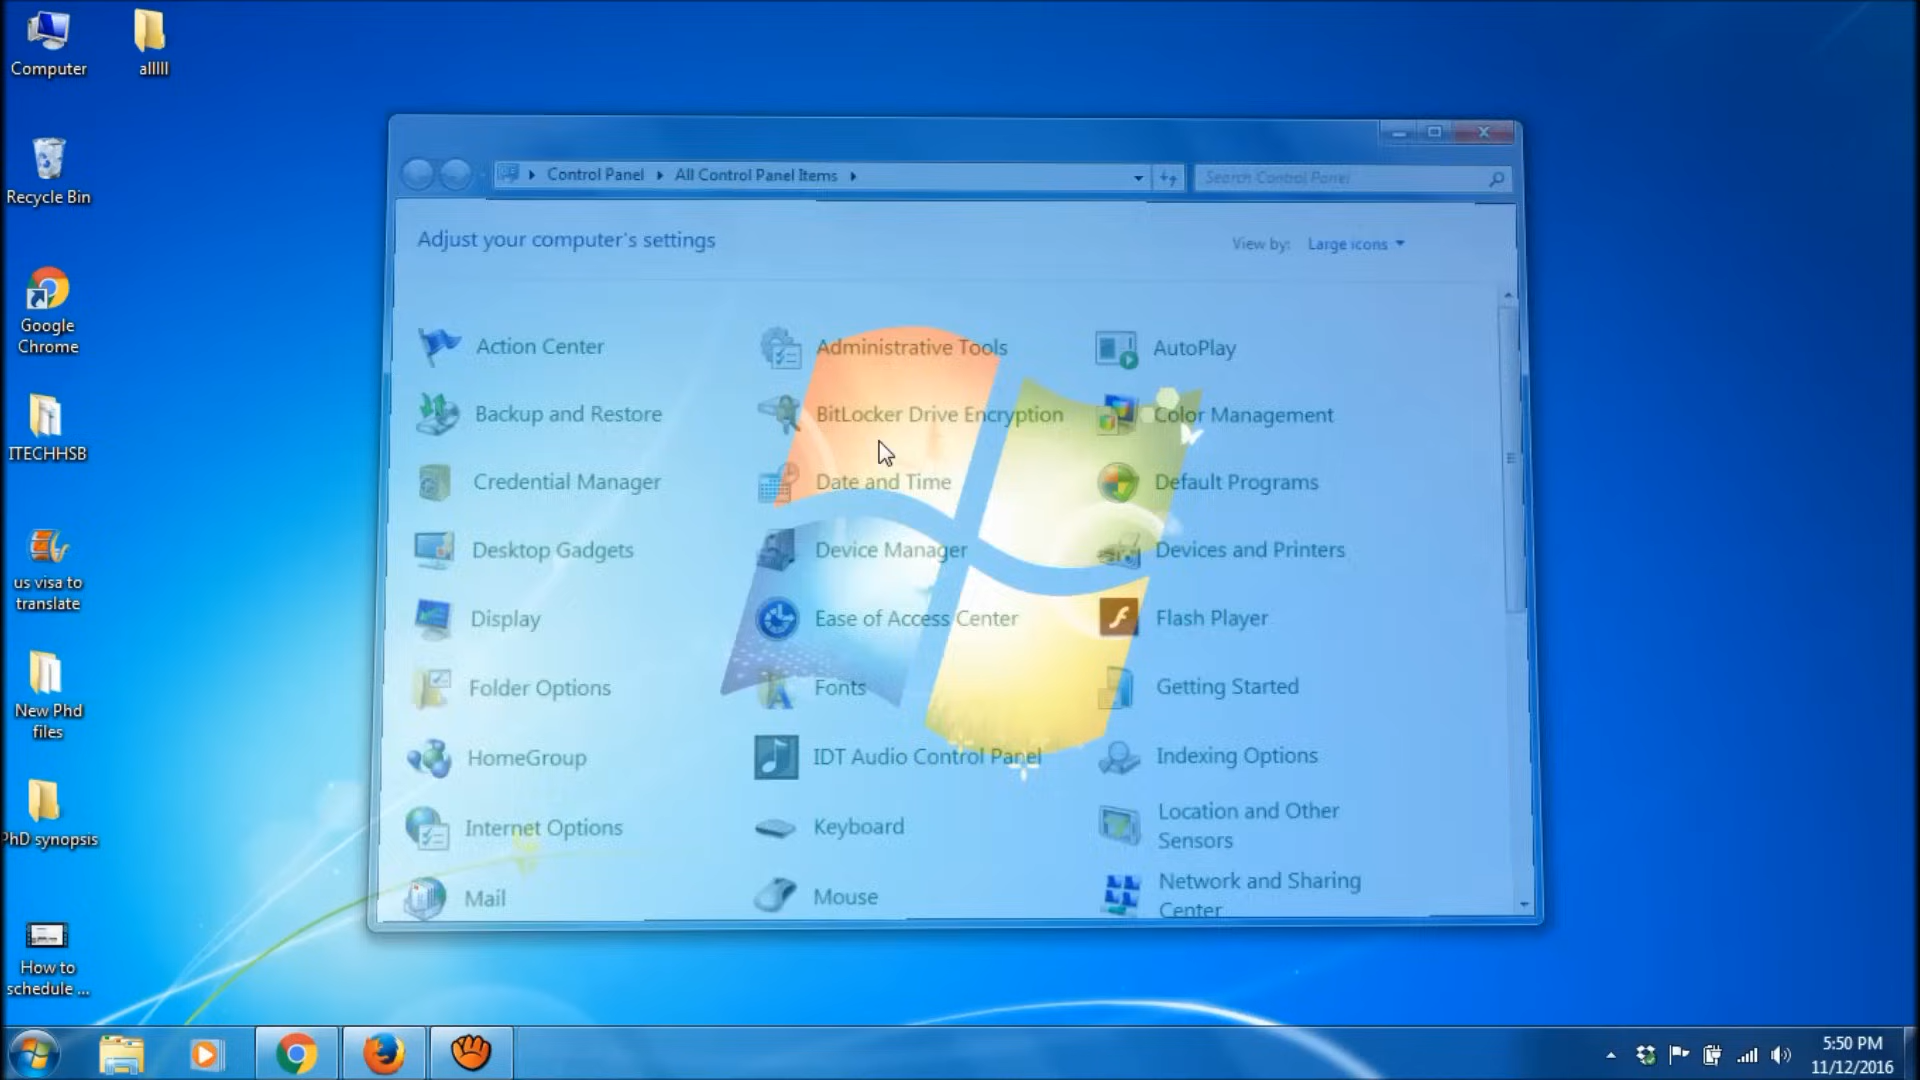 Computer
alllll
Recycle Bin
Google
Chrome
ITECHHSB
us visa to
translate
New Phd
files
PhD synopsis
How to
schedule ...
Control Panel
All Control Panel Items
Search Control Panel
Adjust your computer's settings
View by:
Large icons
Action Center
Administrative Tools
AutoPlay
Backup and Restore
BitLocker Drive Encryption
Color Management
Credential Manager
Date and Time
Default Programs
Desktop Gadgets
Device Manager
Devices and Printers
Display
Ease of Access Center
Flash Player
Folder Options
Fonts
Getting Started
HomeGroup
IDT Audio Control Panel
Indexing Options
Internet Options
Keyboard
Location and Other
Sensors
Mail
Mouse
Network and Sharing
Center
5:50 PM
11/12/2016